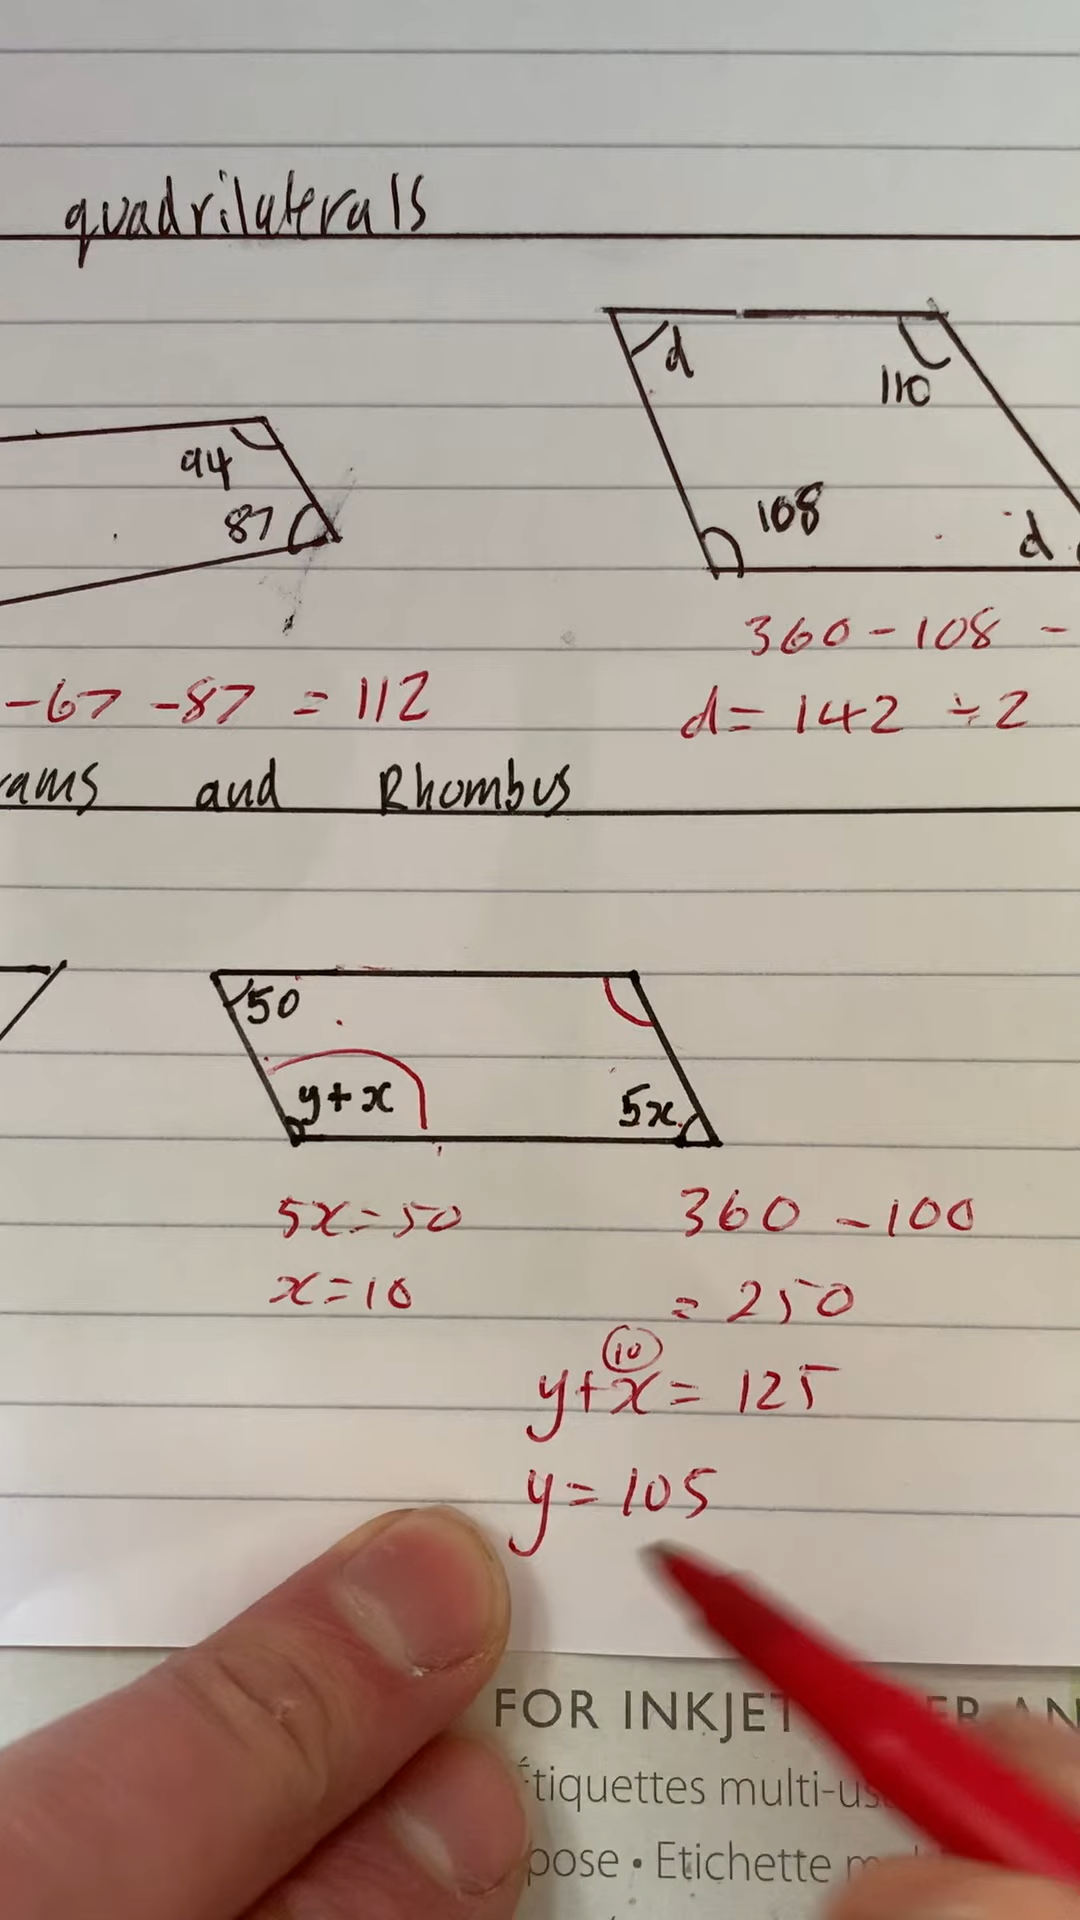 quadrilaterals
94
87
d
110
108
d
360 - 108 -
-67 -87 = 112
d = 142 ÷ 2
rams and Rhombus
50
y+x
5x
5x = 50
360 - 100
x = 10
= 250
10
y+x = 125
y = 105
FOR INKJET
Étiquettes multi-us
pose • Etichette m